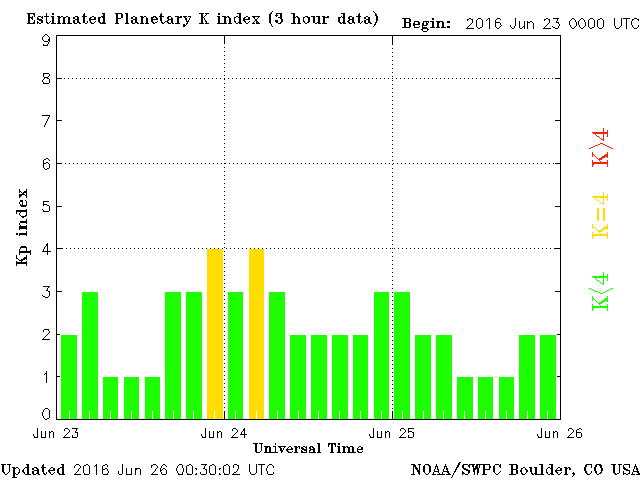 Estimated Planetary K index (3 hour data)
Begin: 2016 Jun 23 0000 UTC
9
8
7
6
5
4
3
2
1
0
Kp index
K>4
K=4
K<4
Jun 23
Jun 24
Jun 25
Jun 26
Universal Time
Updated 2016 Jun 26 00:30:02 UTC
NOAA/SWPC Boulder, CO USA